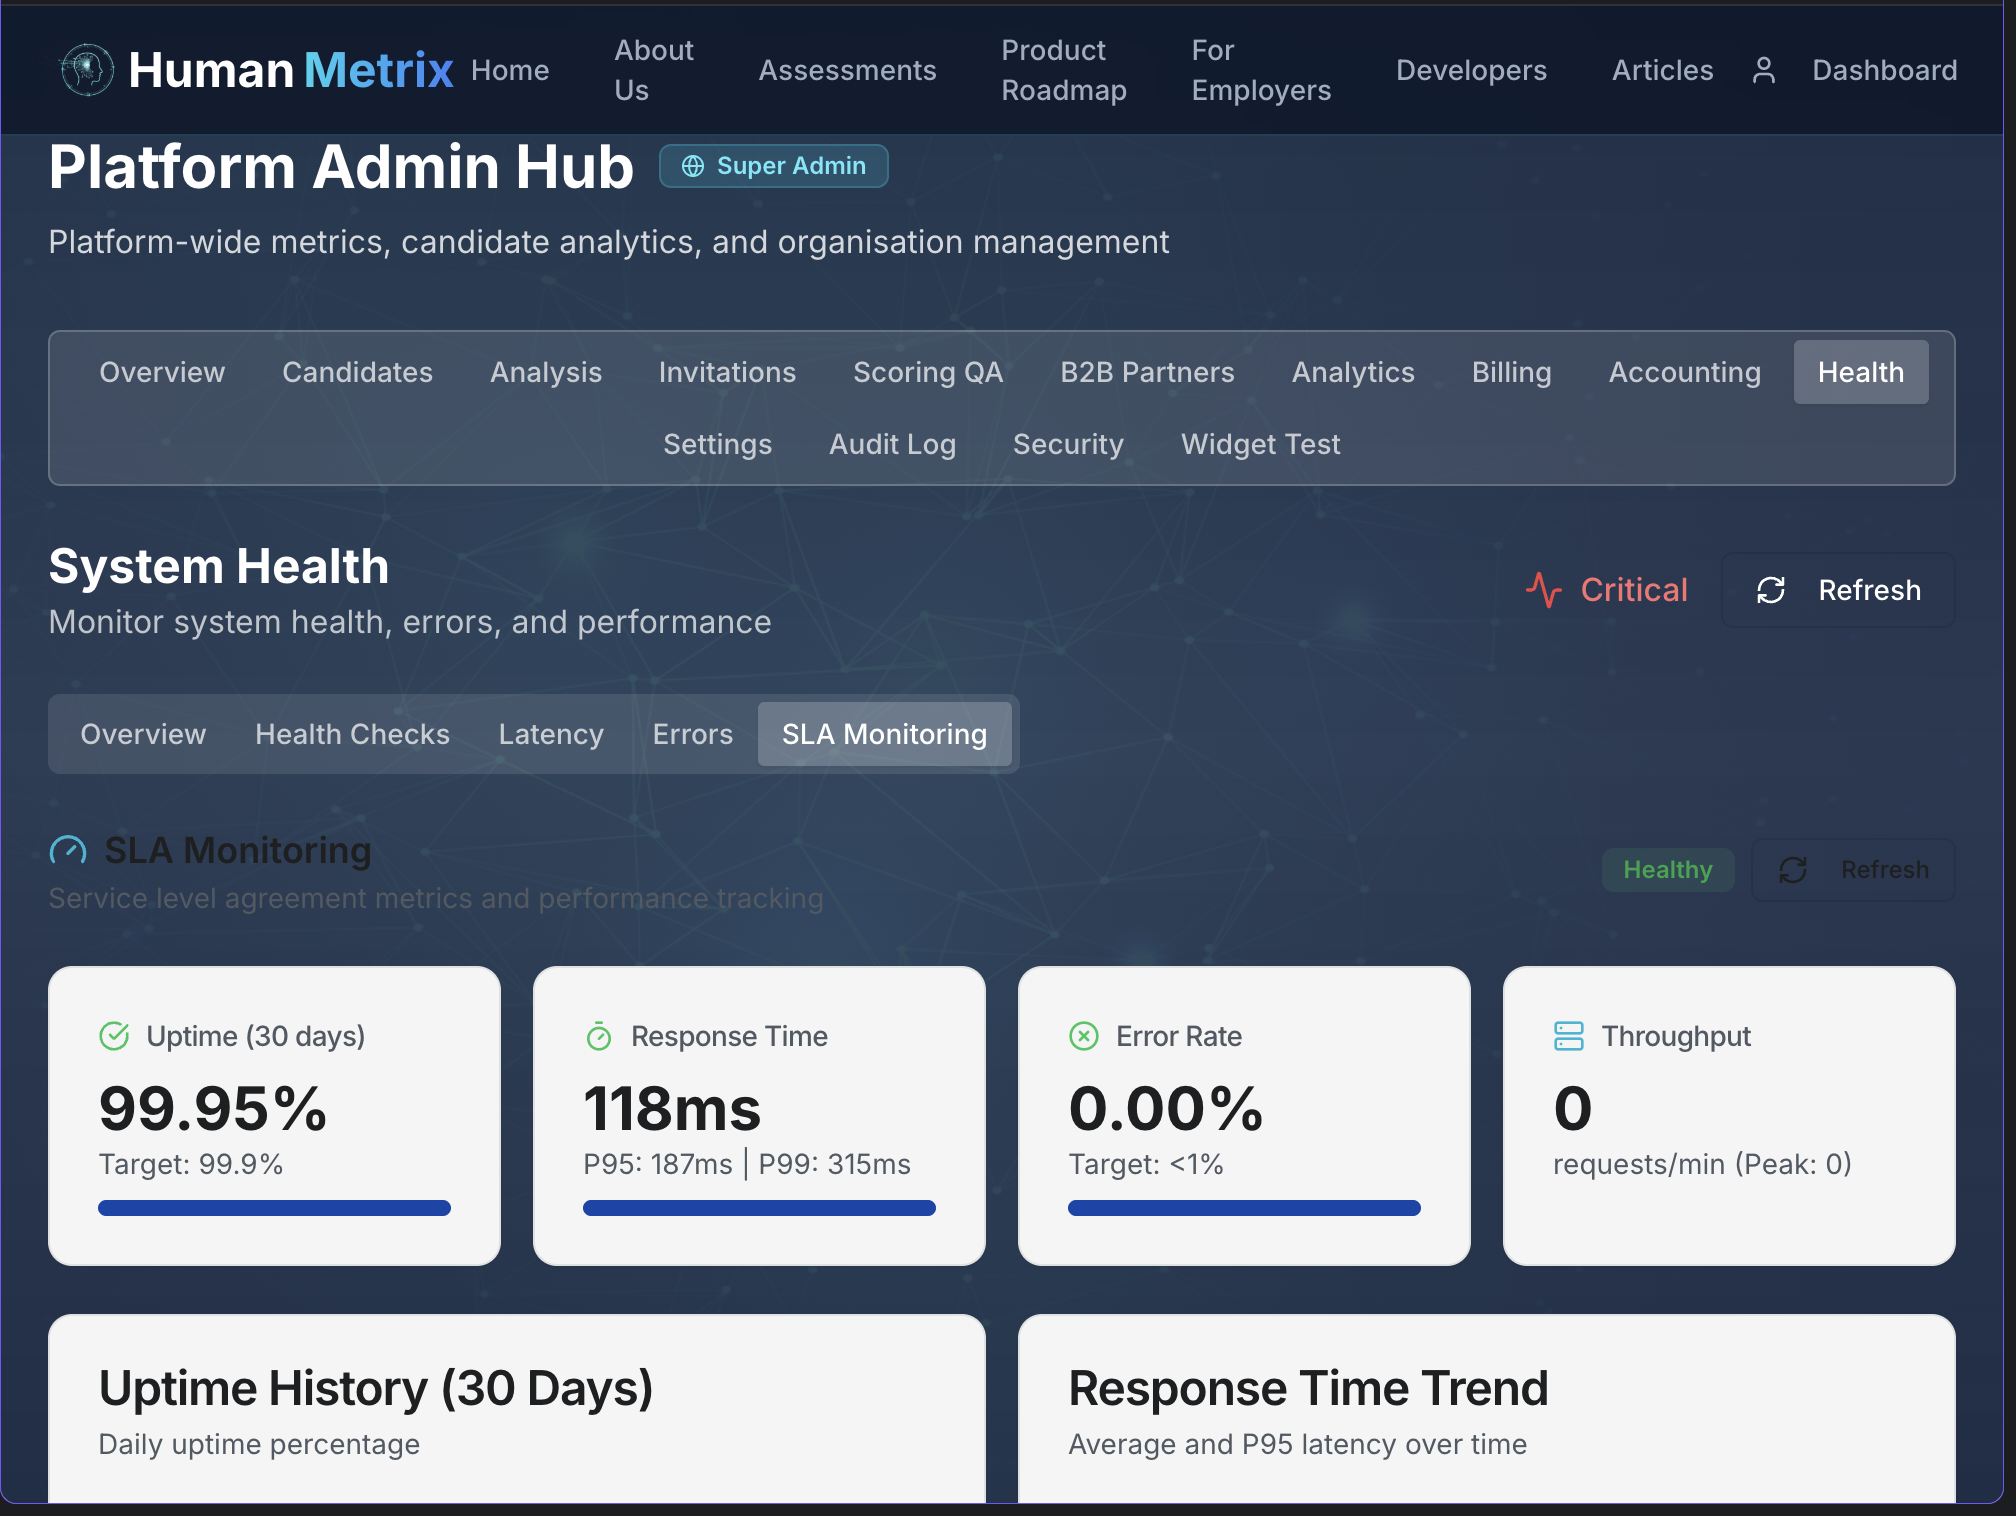 Human Metrix
Home
About Us
Assessments
Product Roadmap
For Employers
Developers
Articles
Dashboard
Platform Admin Hub
Super Admin
Platform-wide metrics, candidate analytics, and organisation management
Overview Candidates Analysis Invitations Scoring QA B2B Partners Analytics Billing Accounting Health
Settings Audit Log Security Widget Test
System Health
Monitor system health, errors, and performance
Critical
Refresh
Overview Health Checks Latency Errors SLA Monitoring
SLA Monitoring
Service level agreement metrics and performance tracking
Healthy
Refresh
Uptime (30 days)
99.95%
Target: 99.9%
Response Time
118ms
P95: 187ms | P99: 315ms
Error Rate
0.00%
Target: <1%
Throughput
0
requests/min (Peak: 0)
Uptime History (30 Days)
Daily uptime percentage
Response Time Trend
Average and P95 latency over time